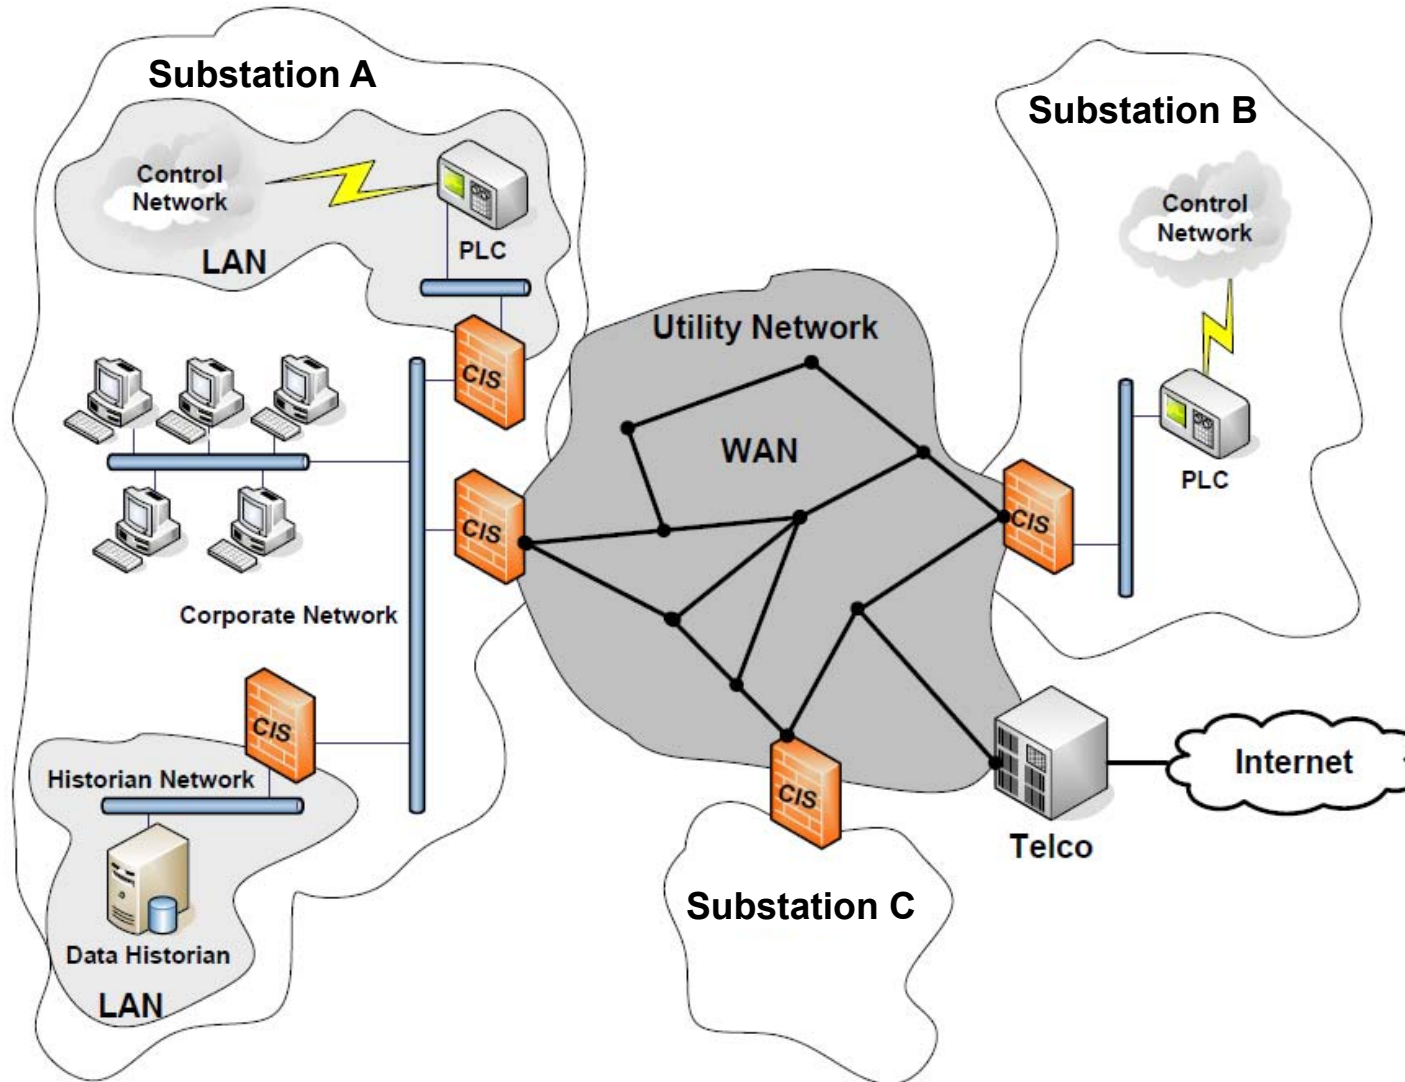 Substation A
Control
Network
LAN
PLC
CIS
CIS
Corporate Network
CIS
Historian Network
Data Historian
LAN
Utility Network
WAN
Substation B
Control
Network
PLC
CIS
CIS
Substation C
Telco
Internet